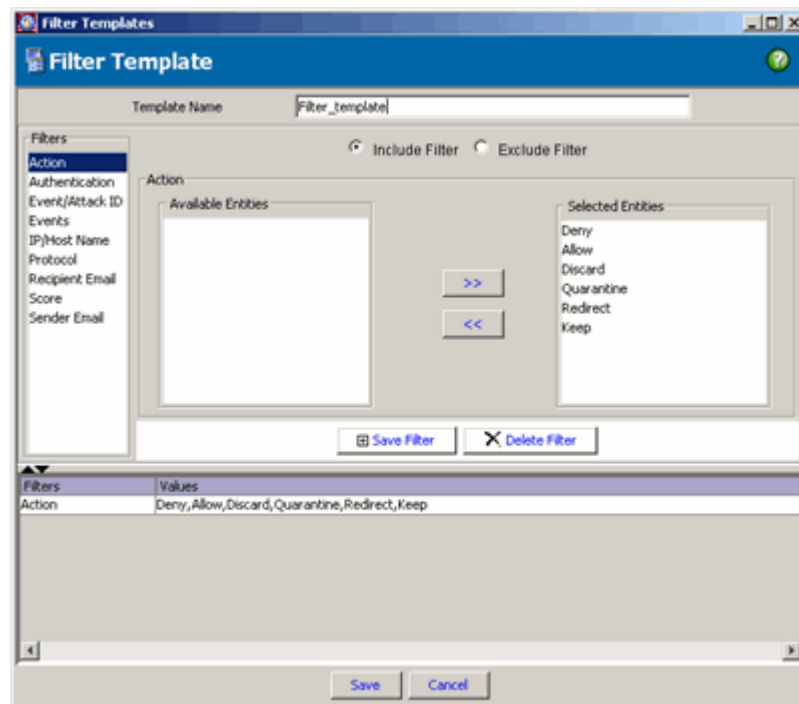 Filter Templates
Filter Template
?
Template Name
Filter_template
Filters
Action
Authentication
Event/Attack ID
Events
IP/Host Name
Protocol
Recipient Email
Score
Sender Email
Include Filter
Exclude Filter
Action
Available Entities
>>
<<
Selected Entities
Deny
Allow
Discard
Quarantine
Redirect
Keep
Save Filter
Delete Filter
Filters Values
Action Deny,Allow,Discard,Quarantine,Redirect,Keep
Save
Cancel